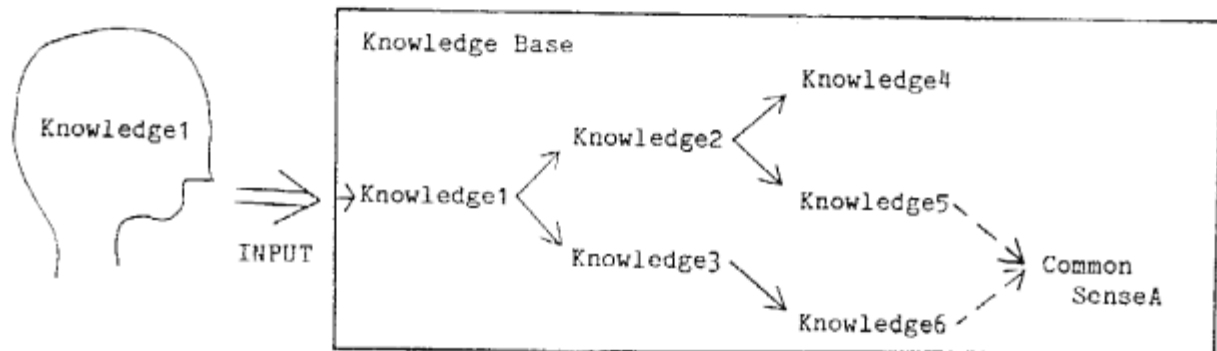 Knowledge Base
Knowledge4
Knowledge1
Knowledge2
Knowledge1
Knowledge5
INPUT
Knowledge3
Common
SenseA
Knowledge6